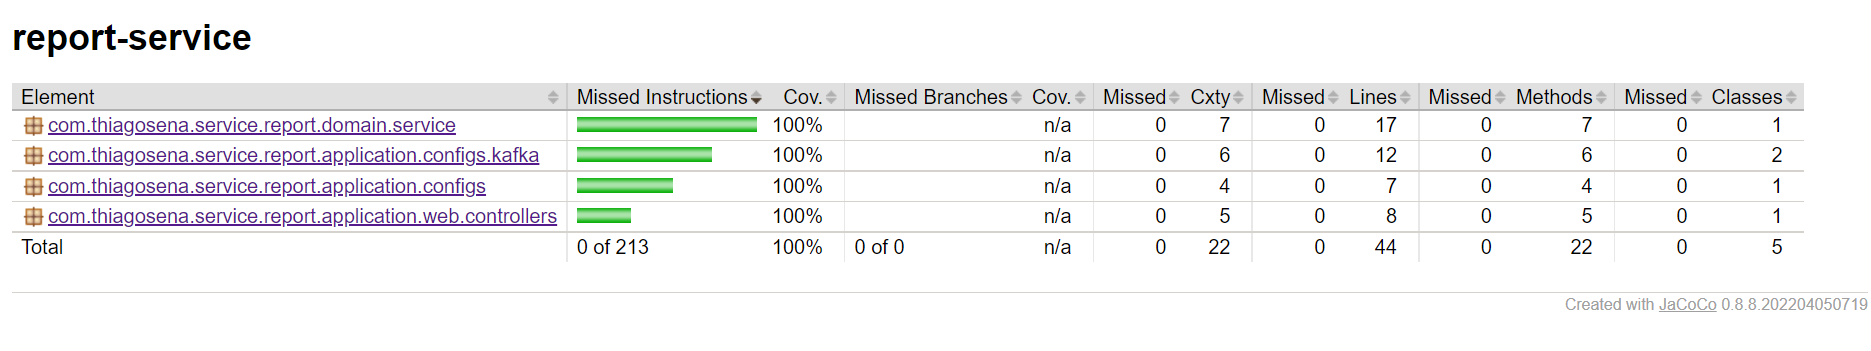 report-service
Element Missed Instructions Cov. Missed Branches Cov. Missed Cxty Missed Lines Missed Methods Missed Classes
com.thiagosena.service.report.domain.service 100% n/a 0 7 0 17 0 7 0 1
com.thiagosena.service.report.application.configs.kafka 100% n/a 0 6 0 12 0 6 0 2
com.thiagosena.service.report.application.configs 100% n/a 0 4 0 7 0 4 0 1
com.thiagosena.service.report.application.web.controllers 100% n/a 0 5 0 8 0 5 0 1
Total 0 of 213 100% 0 of 0 n/a 0 22 0 44 0 22 0 5
Created with JaCoCo 0.8.8.202204050719